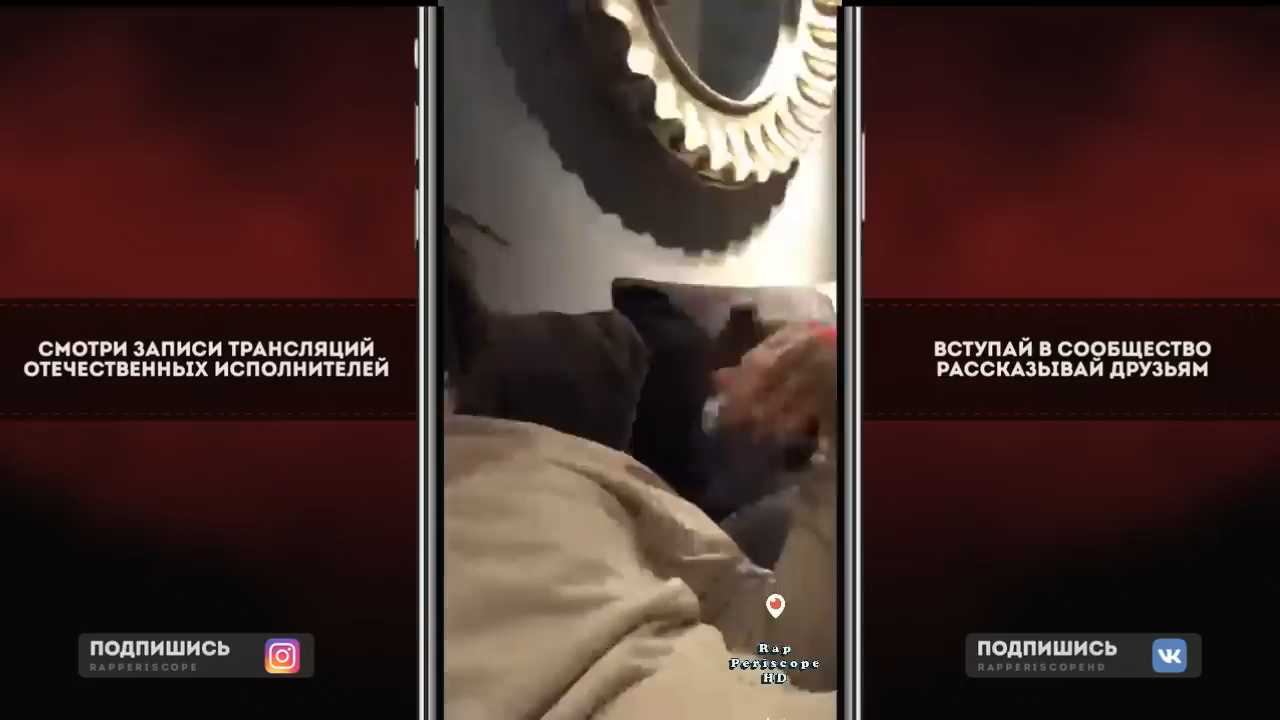 СМОТРИ ЗАПИСИ ТРАНСЛЯЦИЙ
ОТЕЧЕСТВЕННЫХ ИСПОЛНИТЕЛЕЙ
ВСТУПАЙ В СООБЩЕСТВО
РАССКАЗЫВАЙ ДРУЗЬЯМ
Rap
Periscope
HD
ПОДПИШИСЬ
RAPPERISCOPE
ПОДПИШИСЬ
RAPPERISCOPEHD